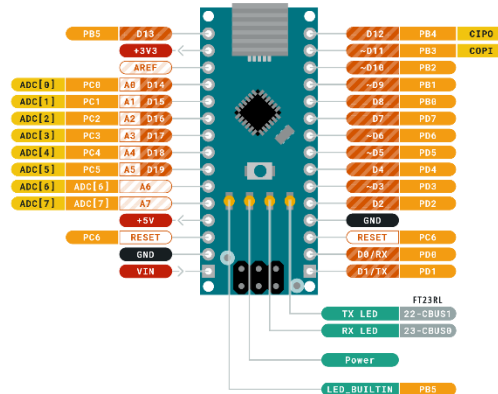 PB5 D13
+3V3
AREF
ADC[0] PC0 A0 D14
ADC[1] PC1 A1 D15
ADC[2] PC2 A2 D16
ADC[3] PC3 A3 D17
ADC[4] PC4 A4 D18
ADC[5] PC5 A5 D19
ADC[6] ADC[6] A6
ADC[7] ADC[7] A7
+5V
PC6 RESET
GND
VIN
D12 PB4 CIPO
~D11 PB3 COPI
~D10 PB2
~D9 PB1
D8 PB0
D7 PD7
~D6 PD6
~D5 PD5
D4 PD4
~D3 PD3
D2 PD2
GND
RESET PC6
D0/RX PD0
D1/TX PD1
FT23RL
TX LED 22-CBUS1
RX LED 23-CBUS0
Power
LED_BUILTIN PB5